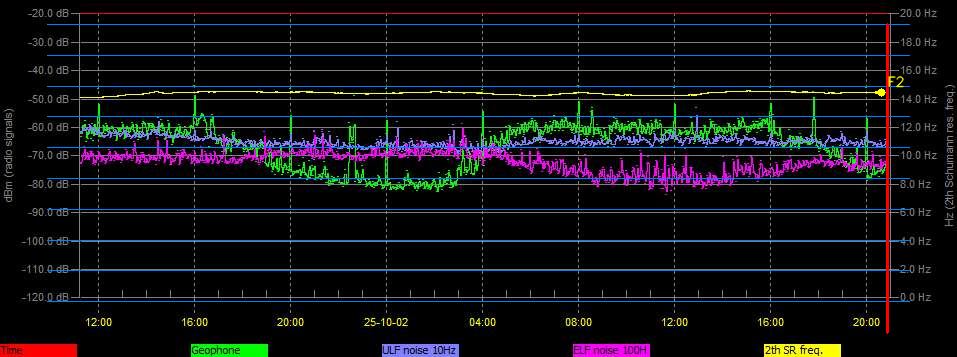 -20.0 dB 20.0 Hz
-30.0 dB 18.0 Hz
-40.0 dB 16.0 Hz
F2
-50.0 dB 14.0 Hz
-60.0 dB 12.0 Hz
-70.0 dB 10.0 Hz
-80.0 dB 8.0 Hz
-90.0 dB 6.0 Hz
-100.0 dB 4.0 Hz
-110.0 dB 2.0 Hz
-120.0 dB 0.0 Hz
dBm (radio signals)
Hz (2th Schumann res. freq.)
12:00 16:00 20:00 25-10-02 04:00 08:00 12:00 16:00 20:00
Time Geophone ULF noise 10Hz ELF noise 100H 2th SR freq.